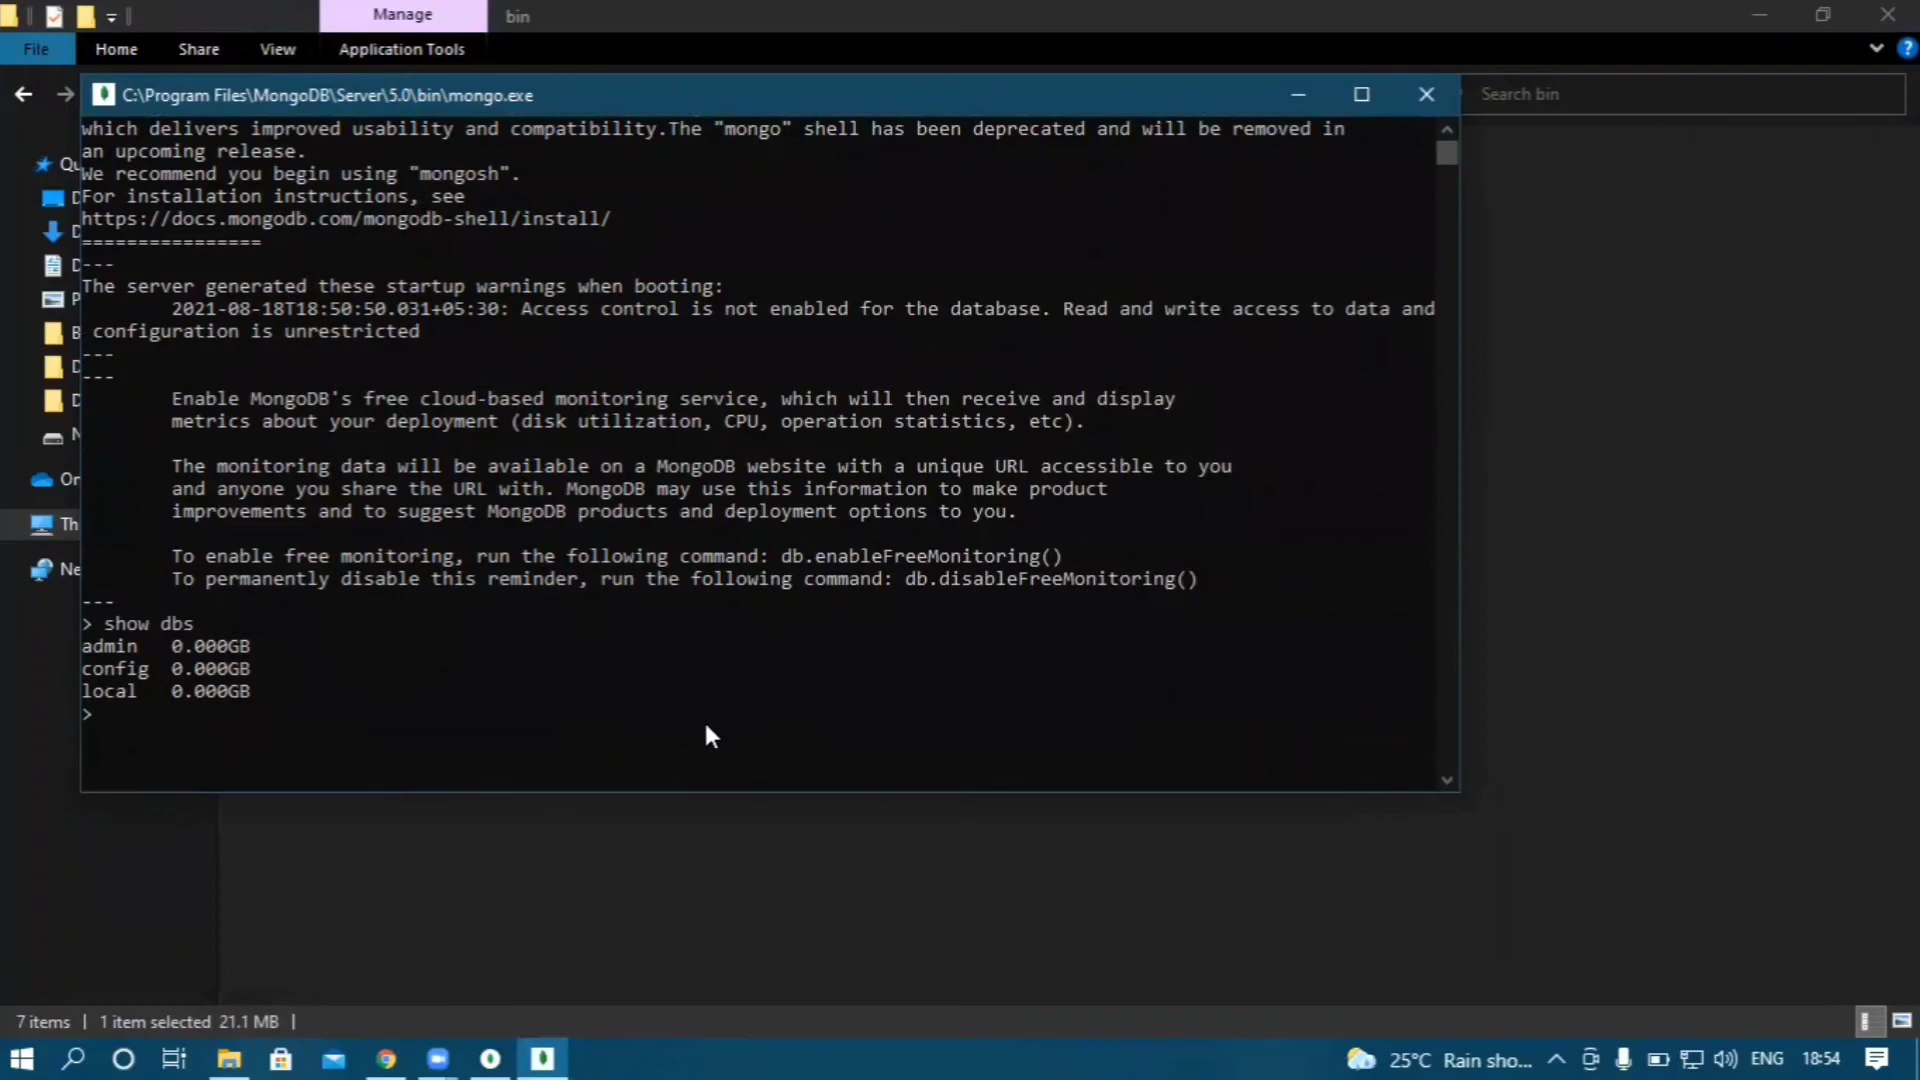 Manage
bin
File
Home
Share
View
Application Tools
C:\Program Files\MongoDB\Server\5.0\bin\mongo.exe
Search bin
which delivers improved usability and compatibility.The "mongo" shell has been deprecated and will be removed in
an upcoming release.
We recommend you begin using "mongosh".
For installation instructions, see
https://docs.mongodb.com/mongodb-shell/install/
================
---
The server generated these startup warnings when booting:
2021-08-18T18:50:50.031+05:30: Access control is not enabled for the database. Read and write access to data and
configuration is unrestricted
---
---
Enable MongoDB's free cloud-based monitoring service, which will then receive and display
metrics about your deployment (disk utilization, CPU, operation statistics, etc).
The monitoring data will be available on a MongoDB website with a unique URL accessible to you
and anyone you share the URL with. MongoDB may use this information to make product
improvements and to suggest MongoDB products and deployment options to you.
To enable free monitoring, run the following command: db.enableFreeMonitoring()
To permanently disable this reminder, run the following command: db.disableFreeMonitoring()
---
> show dbs
admin 0.000GB
config 0.000GB
local 0.000GB
>
7 items
1 item selected 21.1 MB
25°C Rain sho...
ENG
18:54